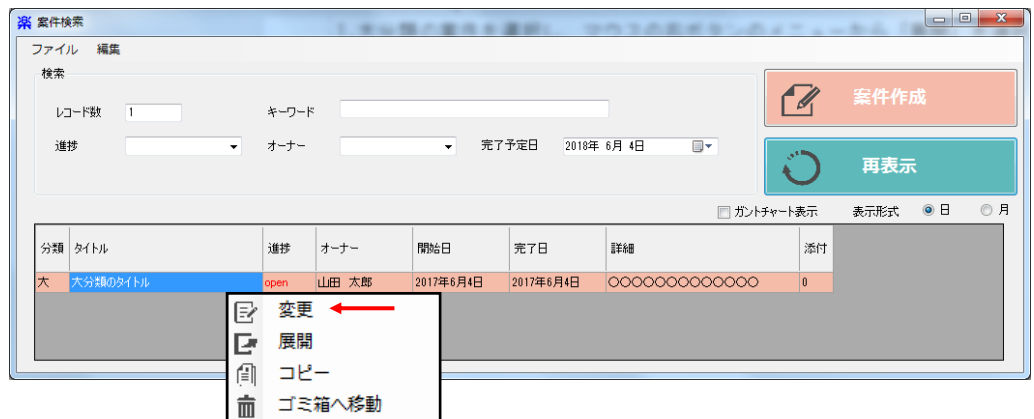 案件検索
ファイル 編集
検索
レコード数 1 キーワード
進捗 オーナー 完了予定日 2018年 6月 4日
案件作成
再表示
ガントチャート表示 表示形式 日 月
分類 タイトル 進捗 オーナー 開始日 完了日 詳細 添付
大 大分類のタイトル open 山田 太郎 2017年6月4日 2017年6月4日 〇〇〇〇〇〇〇〇〇〇〇〇〇 0
変更
展開
コピー
ゴミ箱へ移動